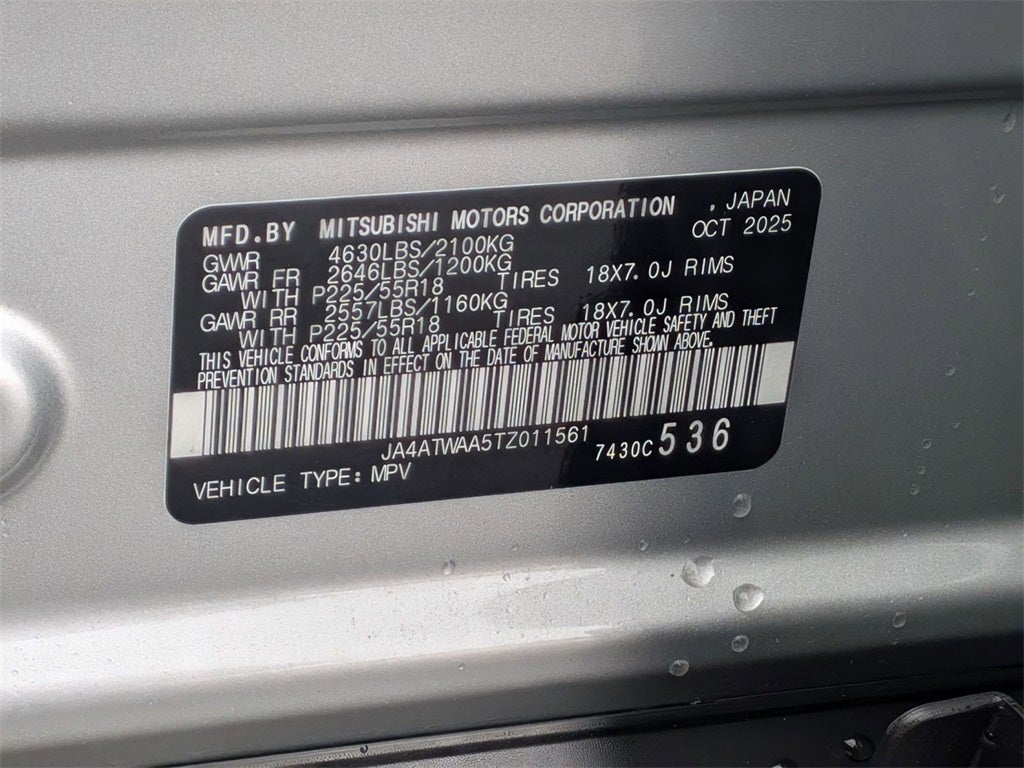 MFD.BY MITSUBISHI MOTORS CORPORATION . JAPAN
GVWR 4630LBS/2100KG OCT 2025
GAWR FR 2646LBS/1200KG
WITH P225/55R18 TIRES 18X7.0J RIMS
GAWR RR 2557LBS/1160KG
WITH P225/55R18 TIRES 18X7.0J RIMS
THIS VEHICLE CONFORMS TO ALL APPLICABLE FEDERAL MOTOR VEHICLE SAFETY AND THEFT
PREVENTION STANDARDS IN EFFECT ON THE DATE OF MANUFACTURE SHOWN ABOVE.
JA4ATWAA5TZ011561 7430C 536
VEHICLE TYPE: MPV